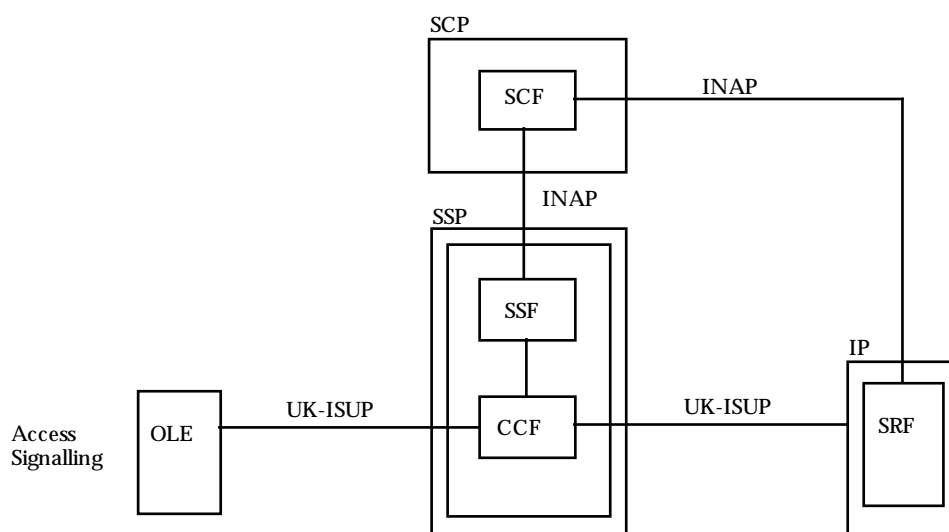 SCP
SCF
INAP
INAP
SSP
SSF
IP
UK-ISUP
UK-ISUP
Access
Signalling
OLE
CCF
SRF